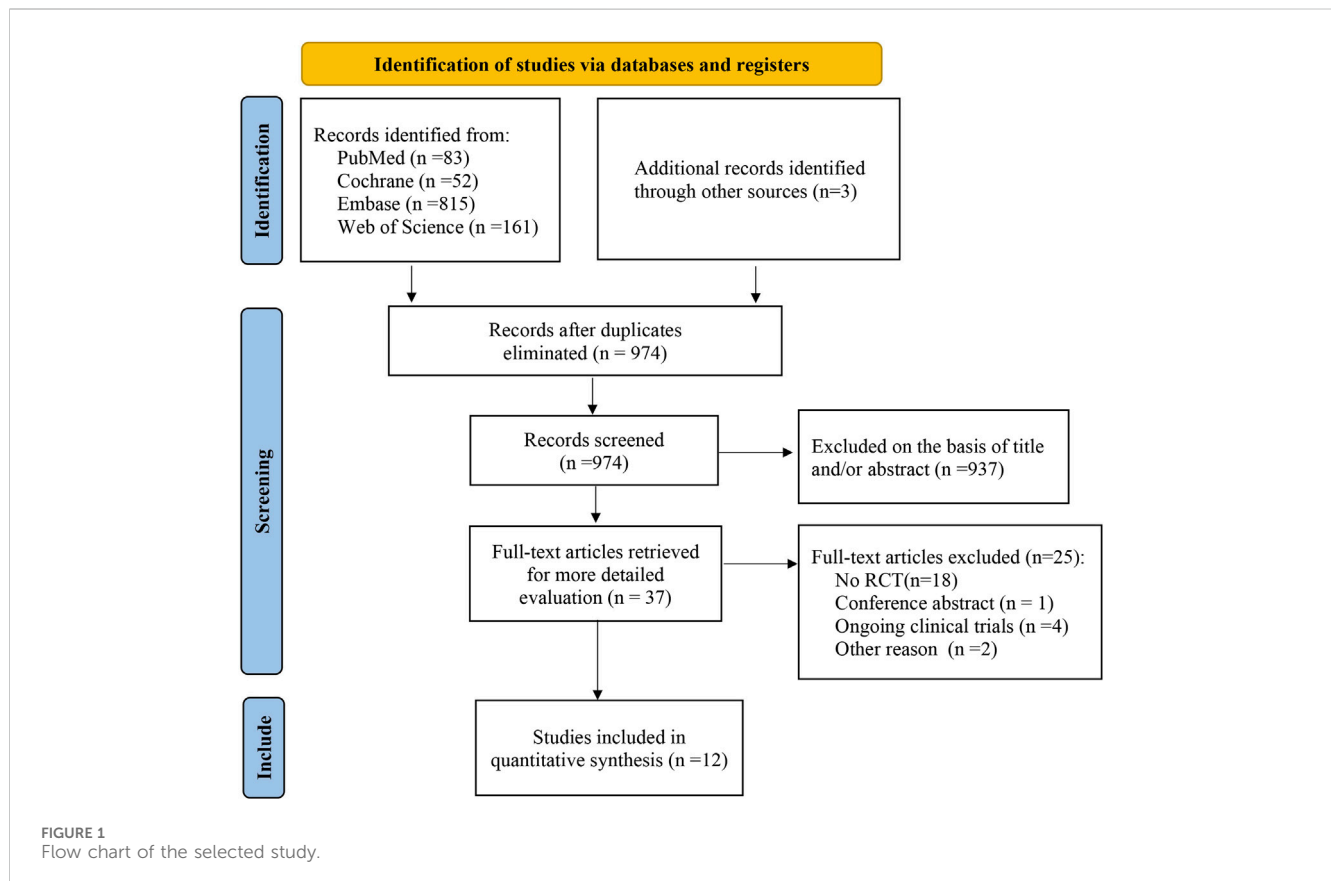 Identification of studies via databases and registers
Identification
Records identified from:
PubMed (n =83)
Cochrane (n =52)
Embase (n =815)
Web of Science (n =161)
Additional records identified
through other sources (n=3)
Screening
Records after duplicates
eliminated (n = 974)
Records screened
(n =974)
Excluded on the basis of title
and/or abstract (n =937)
Full-text articles retrieved
for more detailed
evaluation (n = 37)
Full-text articles excluded (n=25):
No RCT(n=18)
Conference abstract (n = 1)
Ongoing clinical trials (n =4)
Other reason (n =2)
Include
Studies included in
quantitative synthesis (n =12)
FIGURE 1
Flow chart of the selected study.